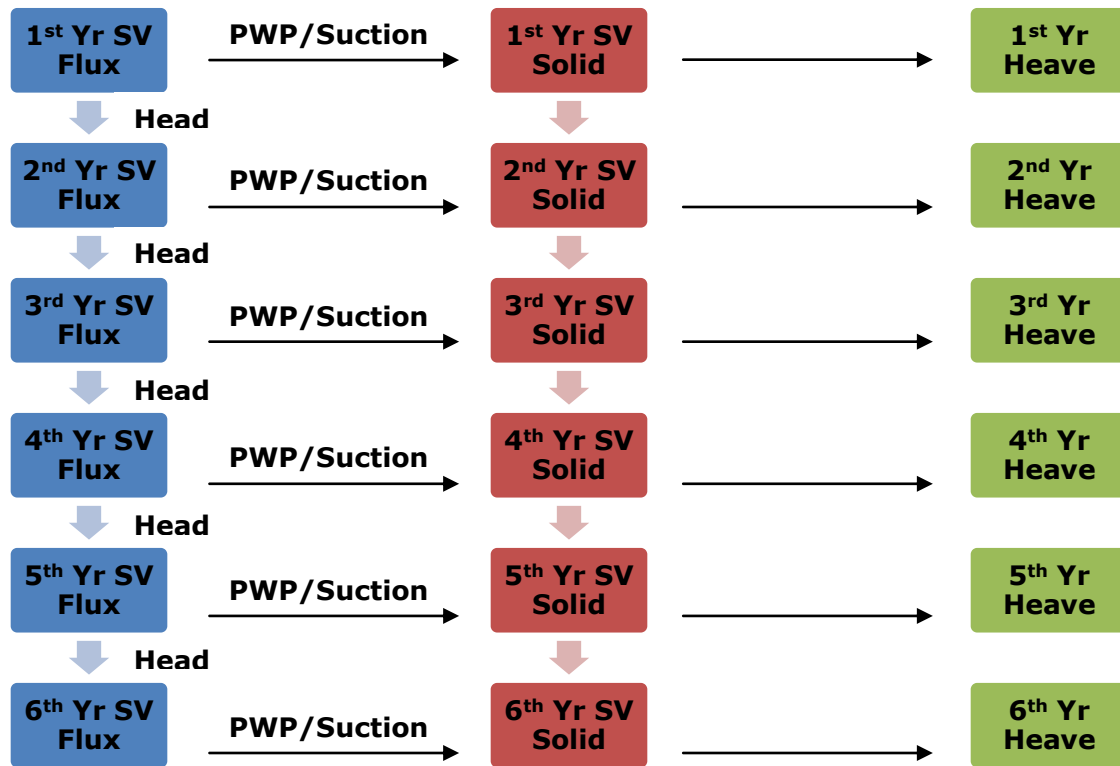 1st Yr SV
Flux
PWP/Suction
1st Yr SV
Solid
1st Yr
Heave
Head
2nd Yr SV
Flux
PWP/Suction
2nd Yr SV
Solid
2nd Yr
Heave
Head
3rd Yr SV
Flux
PWP/Suction
3rd Yr SV
Solid
3rd Yr
Heave
Head
4th Yr SV
Flux
PWP/Suction
4th Yr SV
Solid
4th Yr
Heave
Head
5th Yr SV
Flux
PWP/Suction
5th Yr SV
Solid
5th Yr
Heave
Head
6th Yr SV
Flux
PWP/Suction
6th Yr SV
Solid
6th Yr
Heave